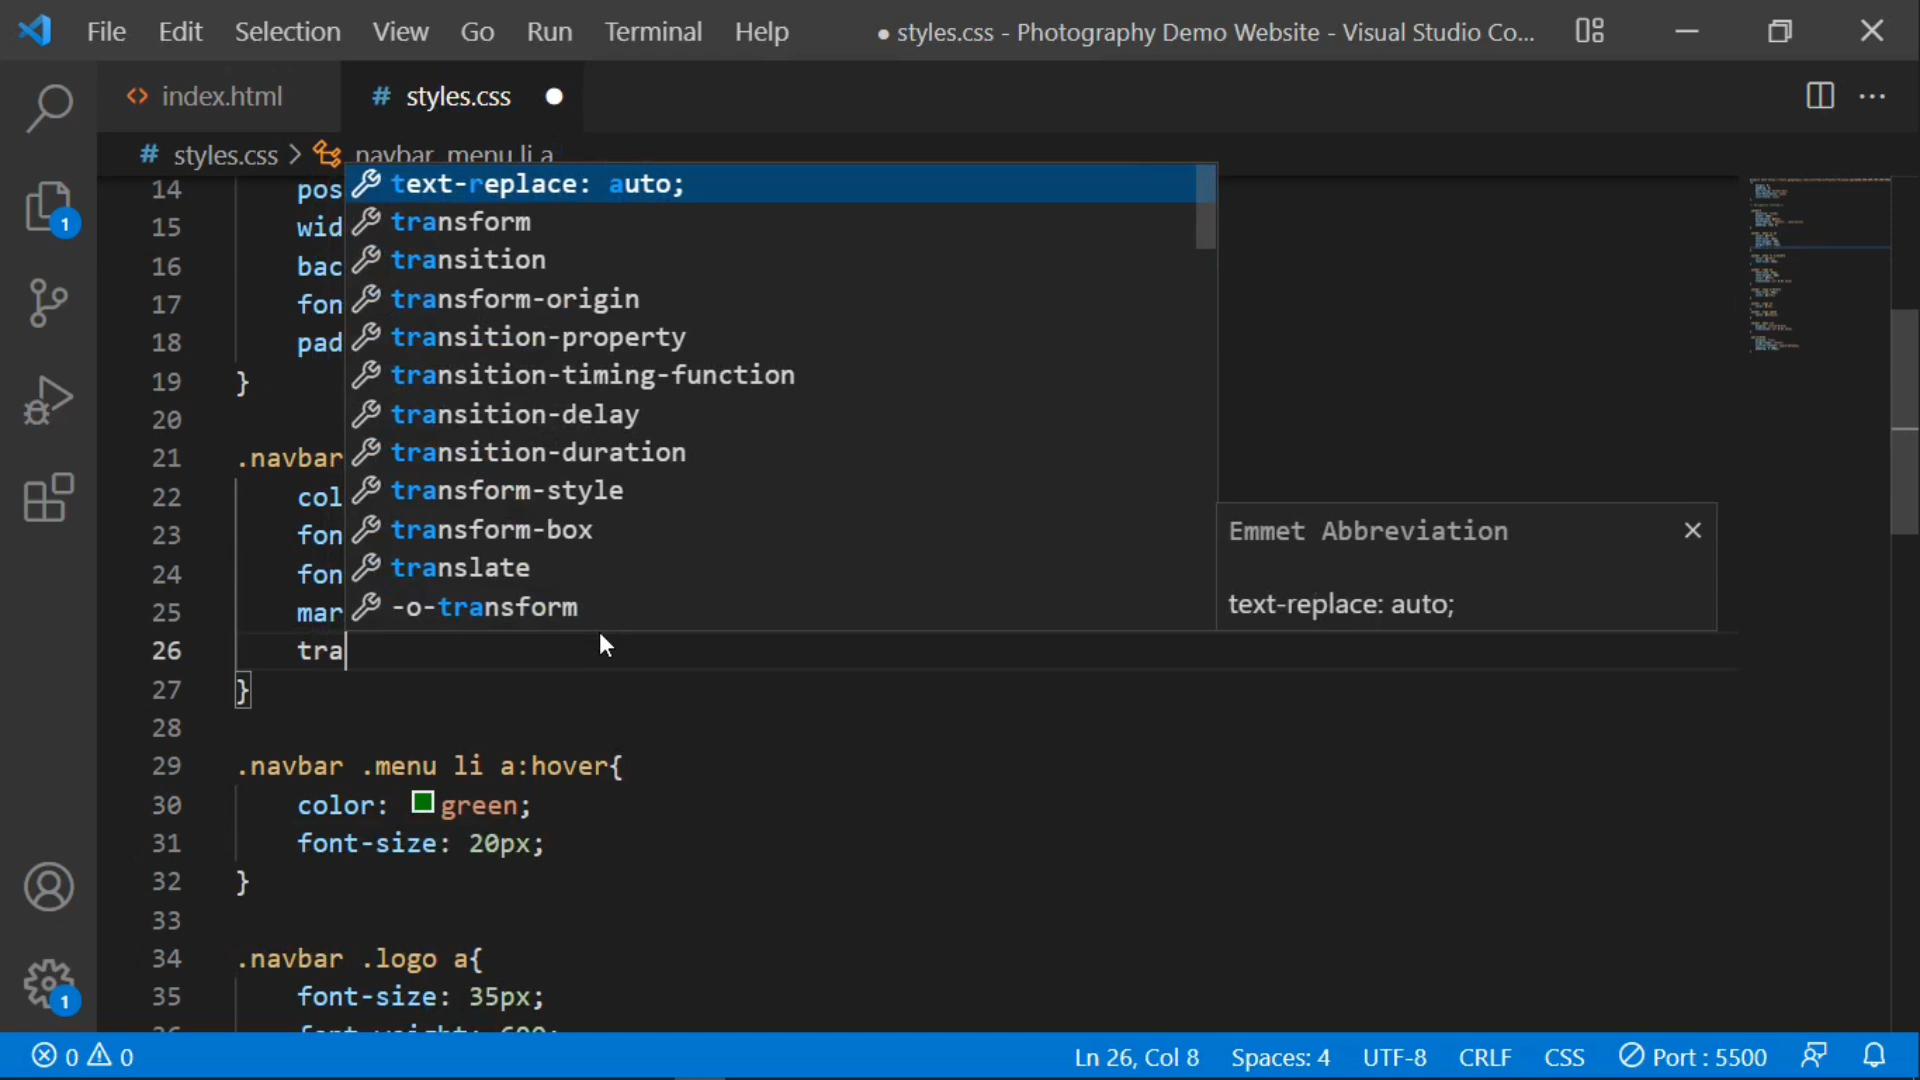 File Edit Selection View Go Run Terminal Help ● styles.css - Photography Demo Website - Visual Studio Co...
index.html # styles.css
# styles.css > navbar .menu li a
14 pos
15 wid
16 bac
17 fon
18 pad
19 }
20
21 .navbar
22 col
23 fon
24 fon
25 mar
text-replace: auto;
transform
transition
transform-origin
transition-property
transition-timing-function
transition-delay
transition-duration
transform-style
transform-box
translate
-o-transform
Emmet Abbreviation
text-replace: auto;
26 tra
27 }
28
29 .navbar .menu li a:hover{
30 color: green;
31 font-size: 20px;
32 }
33
34 .navbar .logo a{
35 font-size: 35px;
1
1
0 0 Ln 26, Col 8 Spaces: 4 UTF-8 CRLF CSS Port : 5500